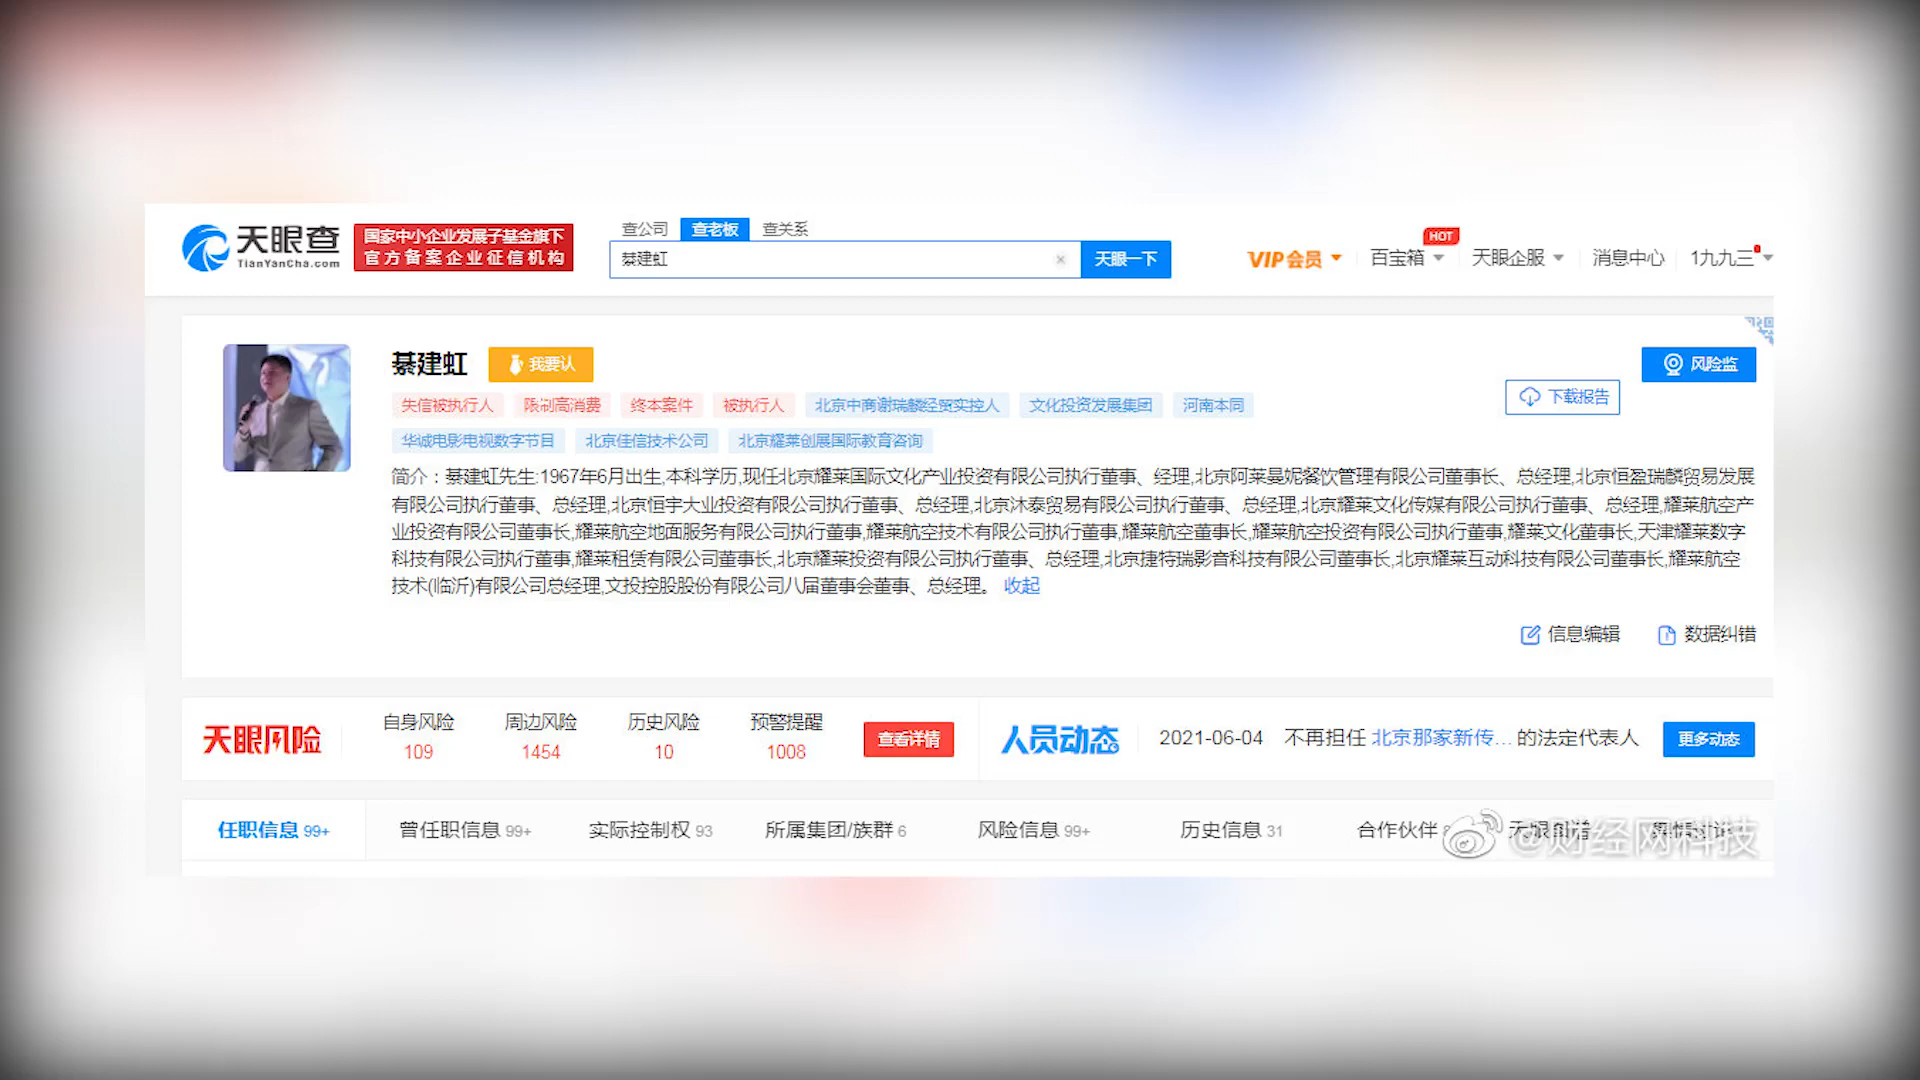 查公司 查老板 查关系
天眼查
TianYanCha.com
国家中小企业发展子基金旗下
官方备案企业征信机构
綦建虹
×
天眼一下
VIP会员 百宝箱 HOT 天眼企服 消息中心 1九九三
綦建虹 我要认
风险监
下载报告
失信被执行人 限制高消费 终本案件 被执行人 北京中商谢瑞麟经贸实控人 文化投资发展集团 河南本同
华诚电影电视数字节目 北京佳信技术公司 北京耀莱创展国际教育咨询
简介：綦建虹先生:1967年6月出生,本科学历,现任北京耀莱国际文化产业投资有限公司执行董事、经理,北京阿莱曼妮餐饮管理有限公司董事长、总经理,北京恒盈瑞麟贸易发展
有限公司执行董事、总经理,北京恒宇大业投资有限公司执行董事、总经理,北京沐泰贸易有限公司执行董事、总经理,北京耀莱文化传媒有限公司执行董事、总经理,耀莱航空产
业投资有限公司董事长,耀莱航空地面服务有限公司执行董事,耀莱航空技术有限公司执行董事,耀莱航空董事长,耀莱航空投资有限公司执行董事,耀莱文化董事长,天津耀莱数字
科技有限公司执行董事,耀莱租赁有限公司董事长,北京耀莱投资有限公司执行董事、总经理,北京捷特瑞影音科技有限公司董事长,北京耀莱互动科技有限公司董事长,耀莱航空
技术(临沂)有限公司总经理,文投控股股份有限公司八届董事会董事、总经理。 收起
信息编辑 数据纠错
天眼风险
自身风险 周边风险 历史风险 预警提醒
109 1454 10 1008
查看详情
人员动态 2021-06-04 不再担任 北京那家新传... 的法定代表人 更多动态
任职信息 99+ 曾任职信息 99+ 实际控制权 93 所属集团/族群 6 风险信息 99+ 历史信息 31 合作伙伴
@财经网科技